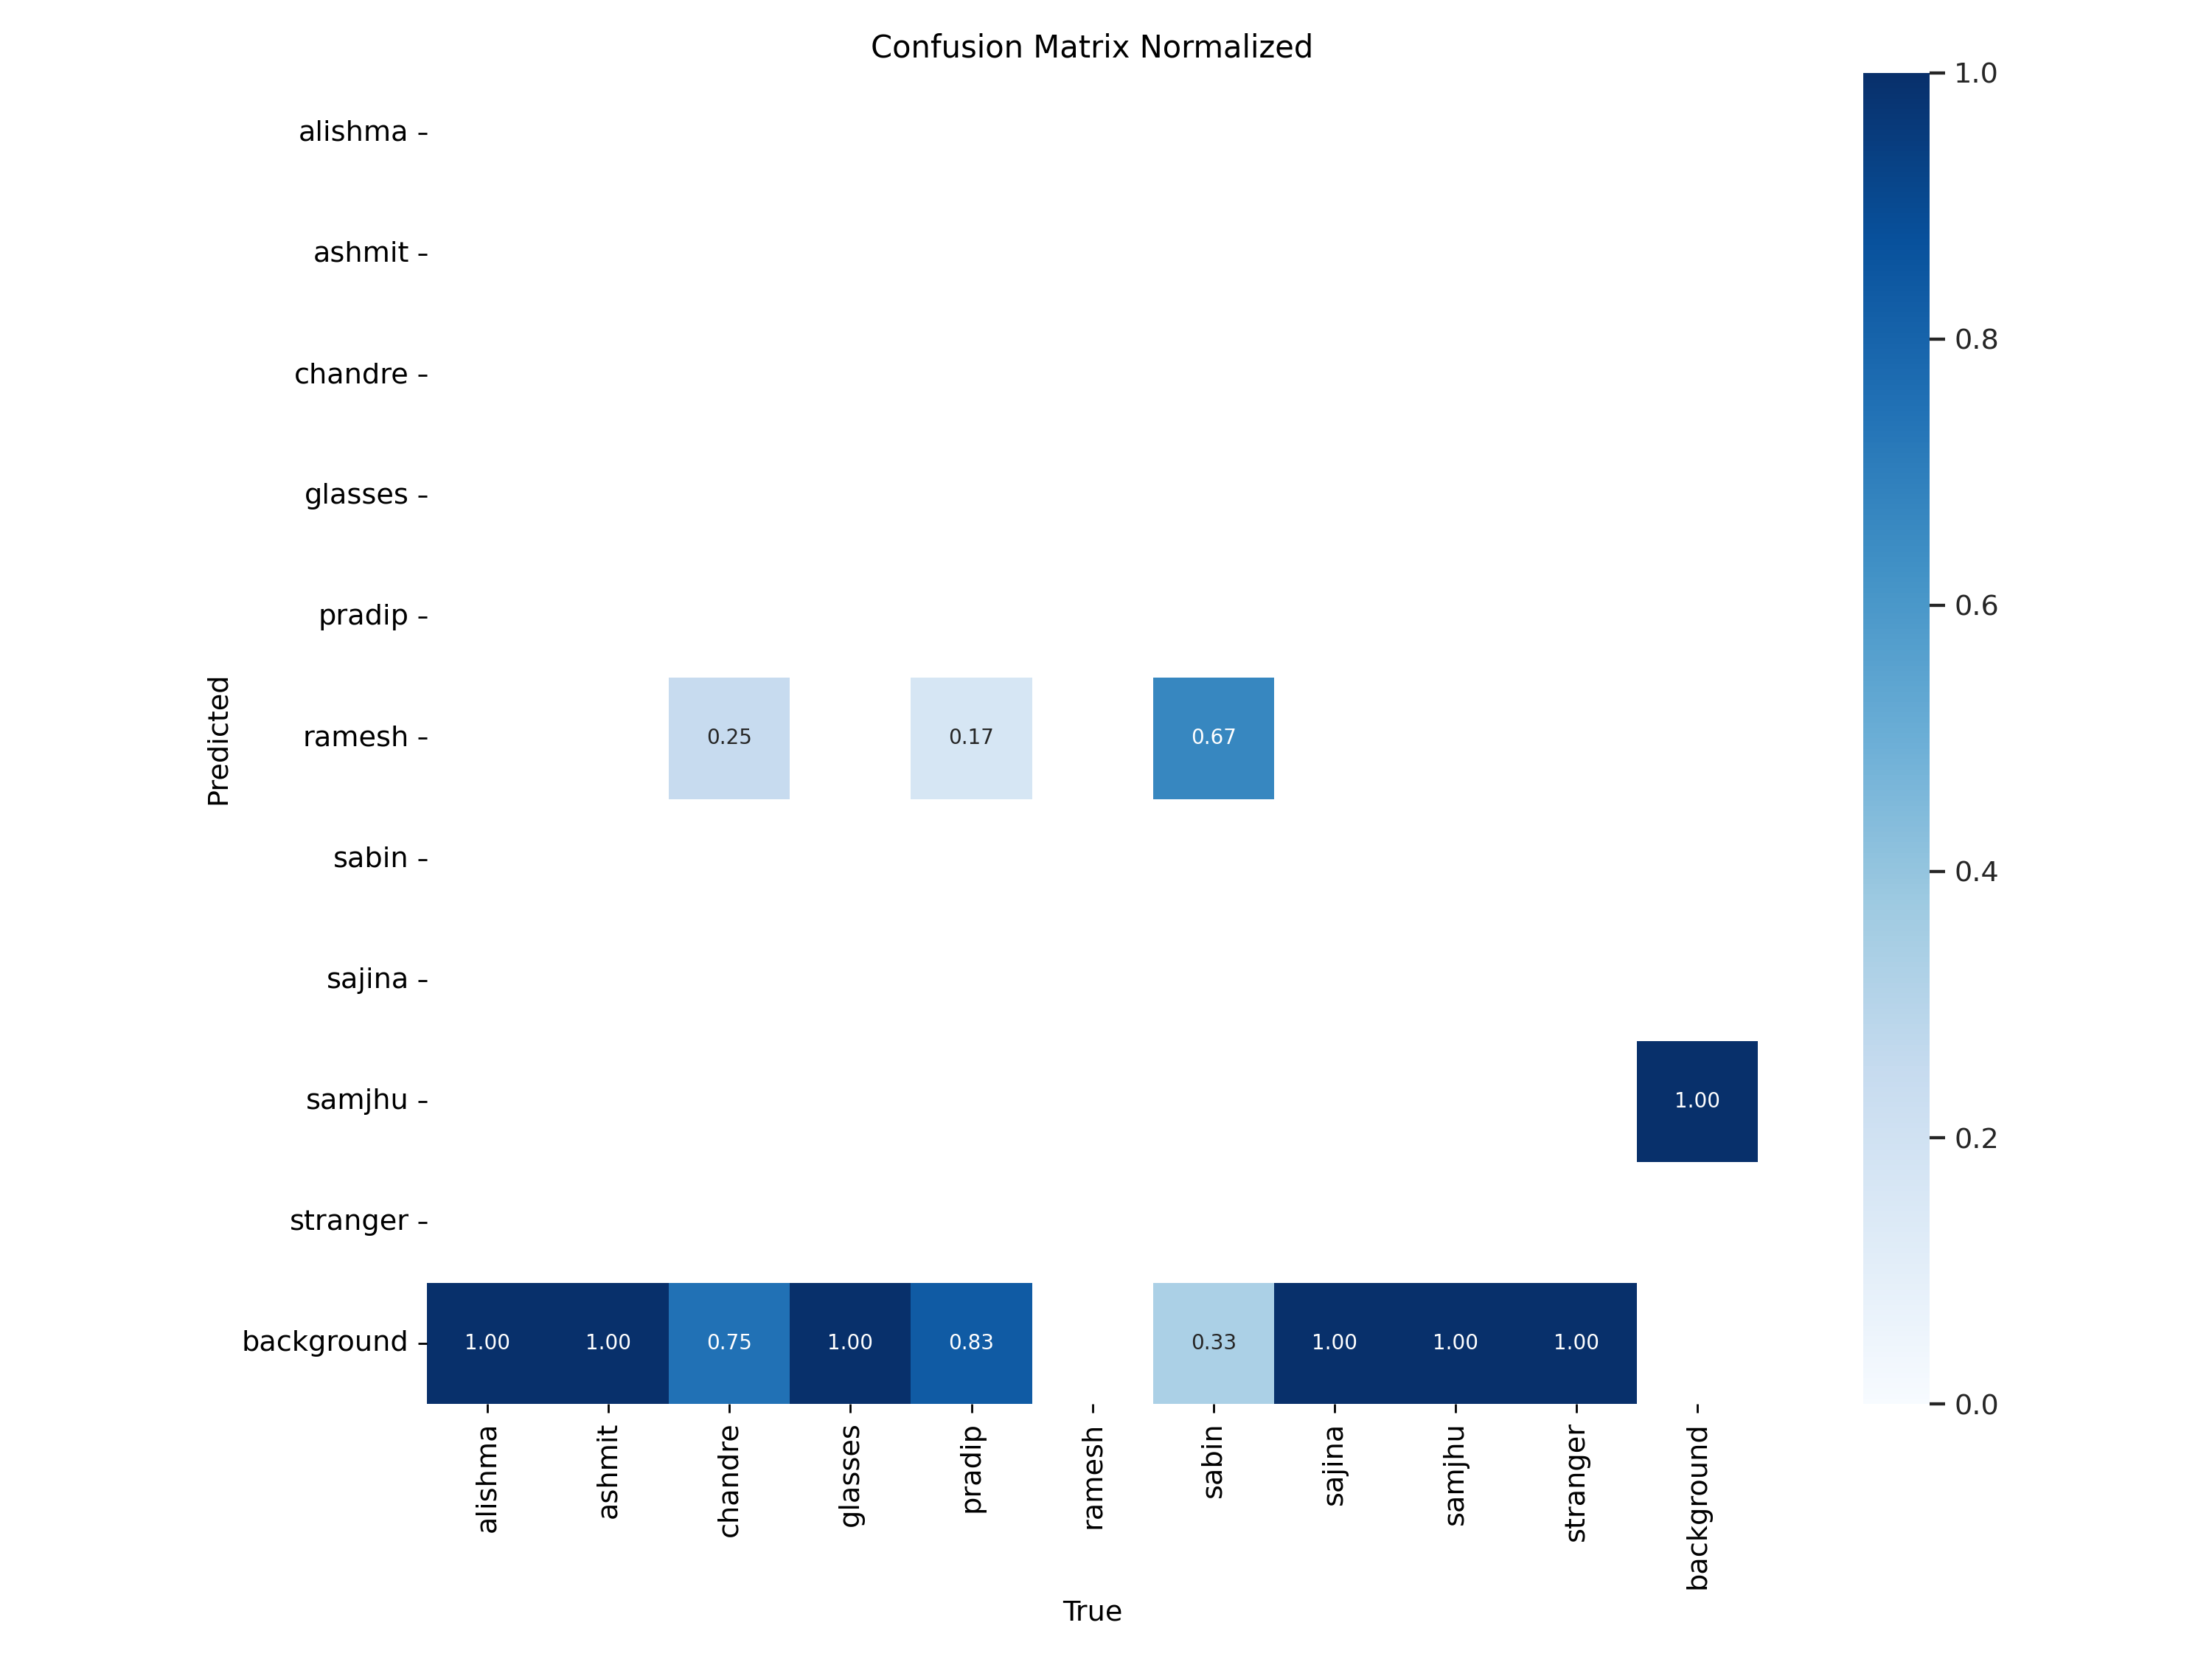 Confusion Matrix Normalized
Predicted
alishma
ashmit
chandre
glasses
pradip
ramesh
sabin
sajina
samjhu
stranger
background
0.25 0.17 0.67
1.00
1.00 1.00 0.75 1.00 0.83 0.33 1.00 1.00 1.00
alishma ashmit chandre glasses pradip ramesh sabin sajina samjhu stranger background
True
1.0
0.8
0.6
0.4
0.2
0.0